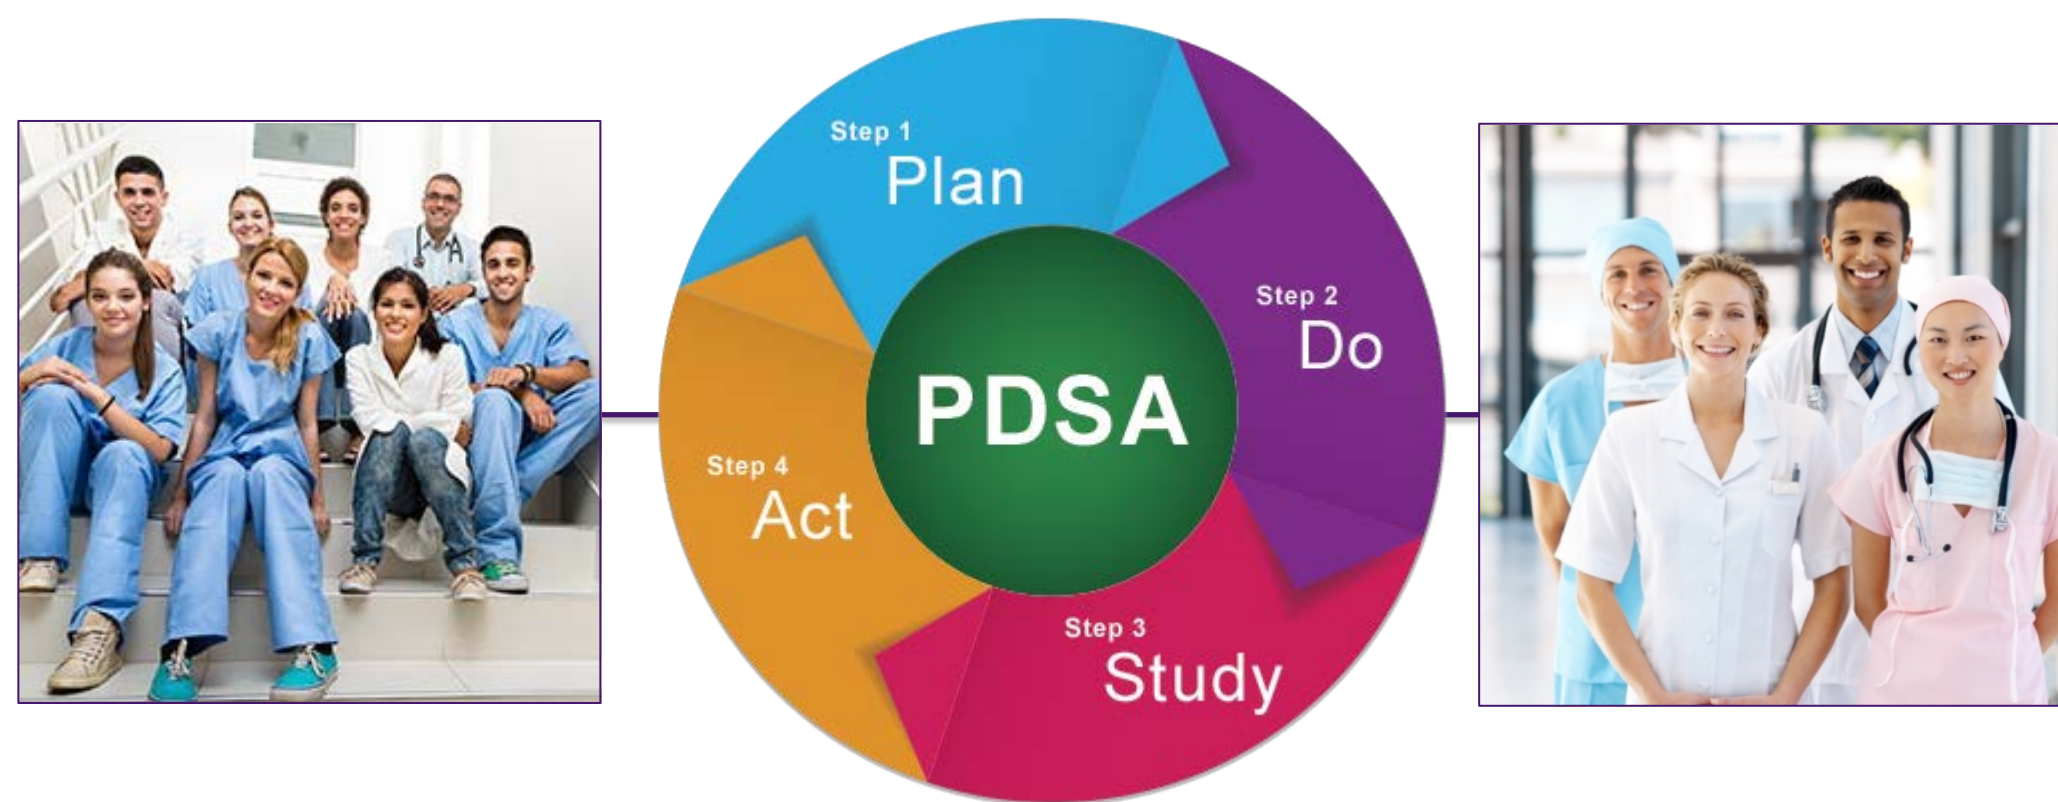 Step 1
Plan
Step 2
Do
PDSA
Step 3
Study
Step 4
Act